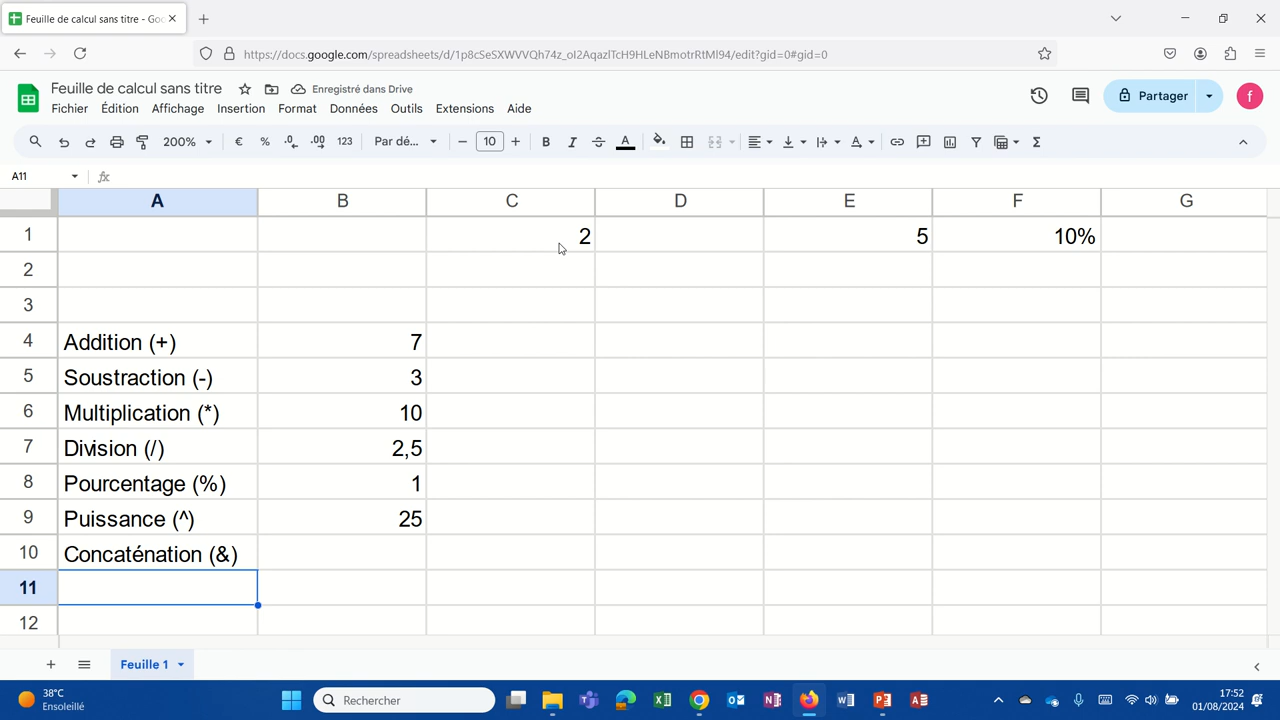 Feuille de calcul sans titre - Goo
https://docs.google.com/spreadsheets/d/1p8cSeSXWVVQh74z_oI2AqazlTcH9HLeNBmotrRtMl94/edit?gid=0#gid=0
Feuille de calcul sans titre Enregistré dans Drive
Fichier Édition Affichage Insertion Format Données Outils Extensions Aide
Partager f
200% € % .0 .00 123 Par dé... 10 B I S A
A11 fx
A B C D E F G
1 2 5 10%
2
3
4 Addition (+) 7
5 Soustraction (-) 3
6 Multiplication (*) 10
7 Division (/) 2,5
8 Pourcentage (%) 1
9 Puissance (^) 25
10 Concaténation (&)
11
12
Feuille 1
38°C
Ensoleillé
Rechercher
17:52
01/08/2024